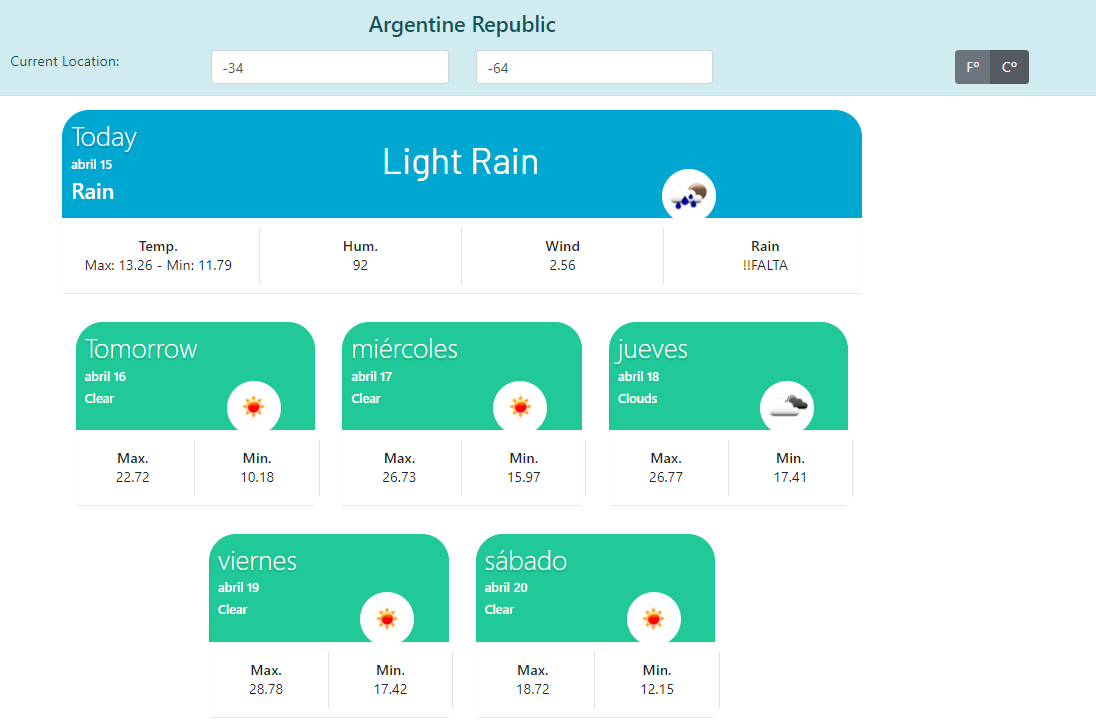 Argentine Republic
Current Location:
-34
-64
Fº
Cº
Today
abril 15
Rain
Light Rain
Temp.
Max: 13.26 - Min: 11.79
Hum.
92
Wind
2.56
Rain
!!FALTA
Tomorrow
abril 16
Clear
Max.
22.72
Min.
10.18
miércoles
abril 17
Clear
Max.
26.73
Min.
15.97
jueves
abril 18
Clouds
Max.
26.77
Min.
17.41
viernes
abril 19
Clear
Max.
28.78
Min.
17.42
sábado
abril 20
Clear
Max.
18.72
Min.
12.15